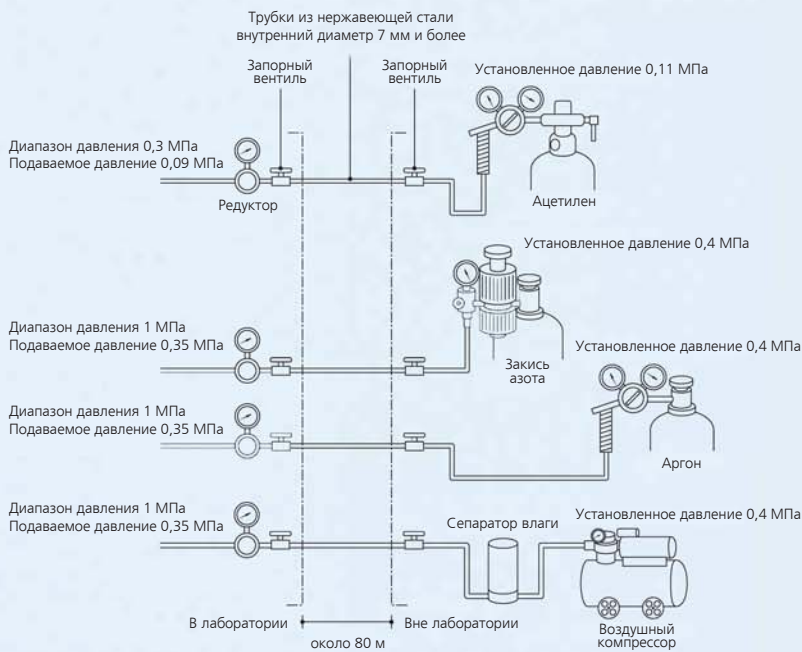 Трубки из нержавеющей стали
внутренний диаметр 7 мм и более
Запорный
вентиль
Запорный
вентиль
Установленное давление 0,11 МПа
Диапазон давления 0,3 МПа
Подаваемое давление 0,09 МПа
Редуктор
Ацетилен
Установленное давление 0,4 МПа
Диапазон давления 1 МПа
Подаваемое давление 0,35 МПа
Закись
азота
Установленное давление 0,4 МПа
Диапазон давления 1 МПа
Подаваемое давление 0,35 МПа
Аргон
Диапазон давления 1 МПа
Подаваемое давление 0,35 МПа
Сепаратор влаги
Установленное давление 0,4 МПа
В лаборатории
Вне лаборатории
около 80 м
Воздушный
компрессор